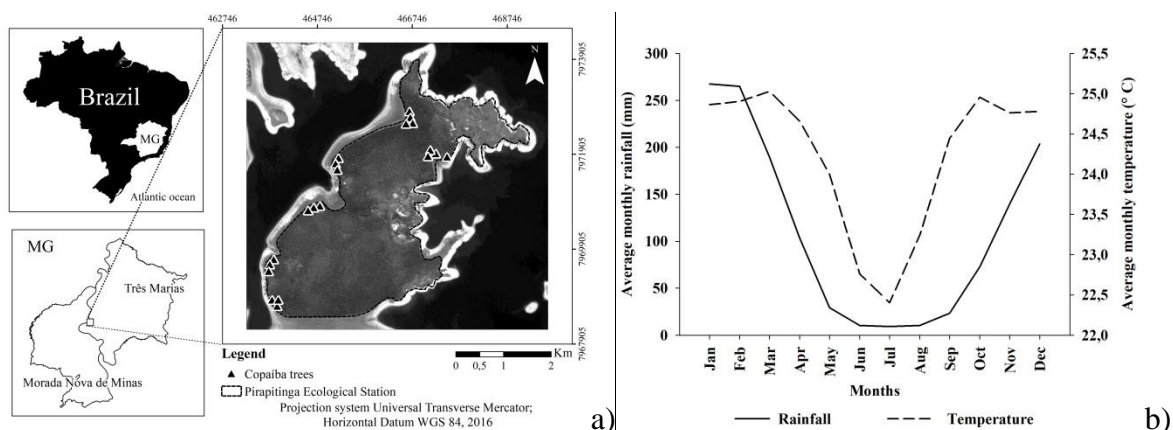 462746 464746 466746 468746
Brazil
MG
Atlantic ocean
MG
Três Marias
Morada Nova de Minas
N
7973905
7971905
7969905
7967905
Legend
Copaíba trees
Pirapitinga Ecological Station
Km
0 0,5 1 2
Projection system Universal Transverse Mercator;
Horizontal Datum WGS 84, 2016
a)
Average monthly rainfall (mm)
300
250
200
150
100
50
0
25,5
25,0
24,5
24,0
23,5
23,0
22,5
22,0
Average monthly temperature (° C)
Jan Feb Mar Apr May Jun Jul Aug Sep Oct Nov Dec
Months
Rainfall Temperature
b)